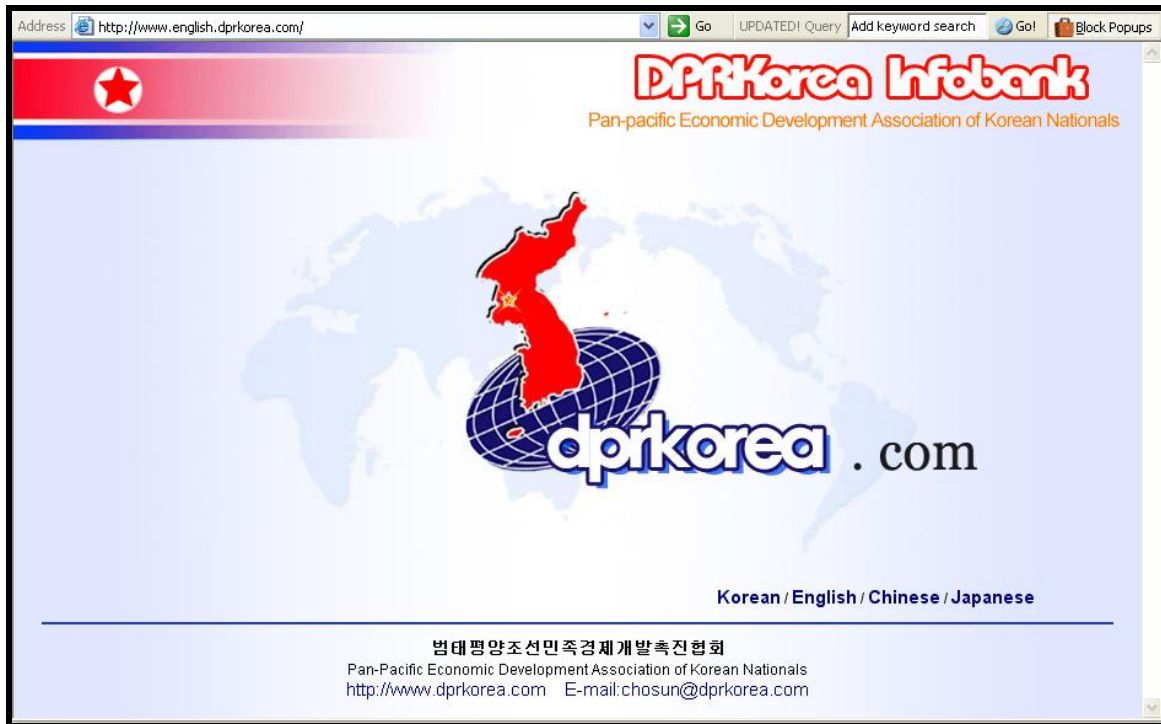 Address http://www.english.dprkorea.com/ Go UPDATED! Query Add keyword search Go! Block Popups
DPRKorea Infobank
Pan-pacific Economic Development Association of Korean Nationals
dprkorea . com
Korean / English / Chinese / Japanese
범태평양조선민족경제개발촉진협회
Pan-Pacific Economic Development Association of Korean Nationals
http://www.dprkorea.com E-mail:chosun@dprkorea.com